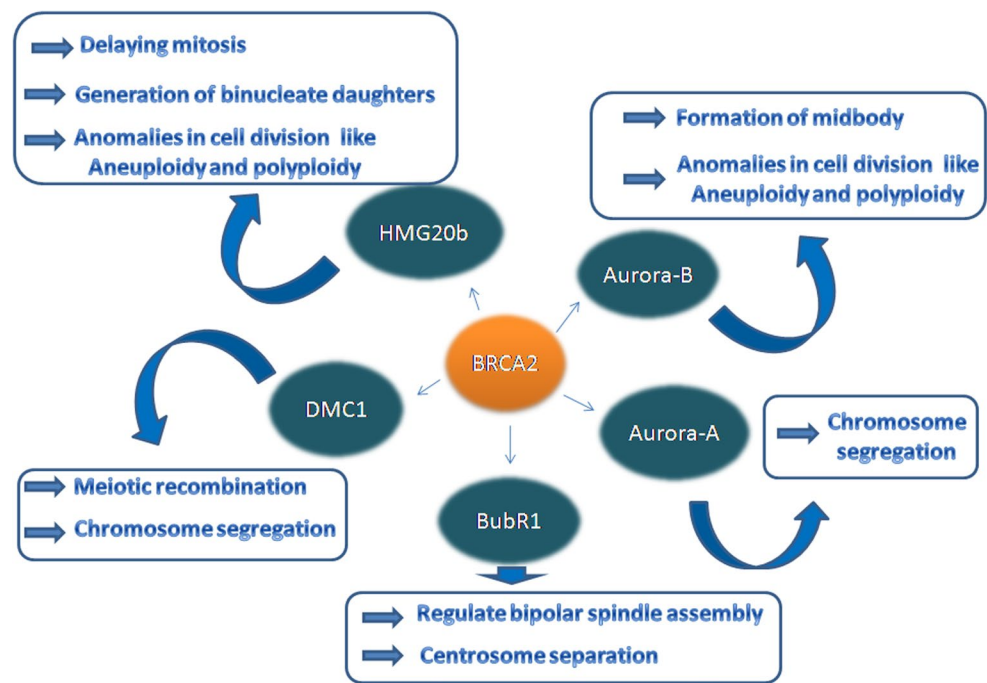 Delaying mitosis
Generation of binucleate daughters
Anomalies in cell division like
Aneuploidy and polyploidy
Formation of midbody
Anomalies in cell division like
Aneuploidy and polyploidy
HMG20b
Aurora-B
BRCA2
DMC1
Aurora-A
Chromosome
segregation
Meiotic recombination
Chromosome segregation
BubR1
Regulate bipolar spindle assembly
Centrosome separation